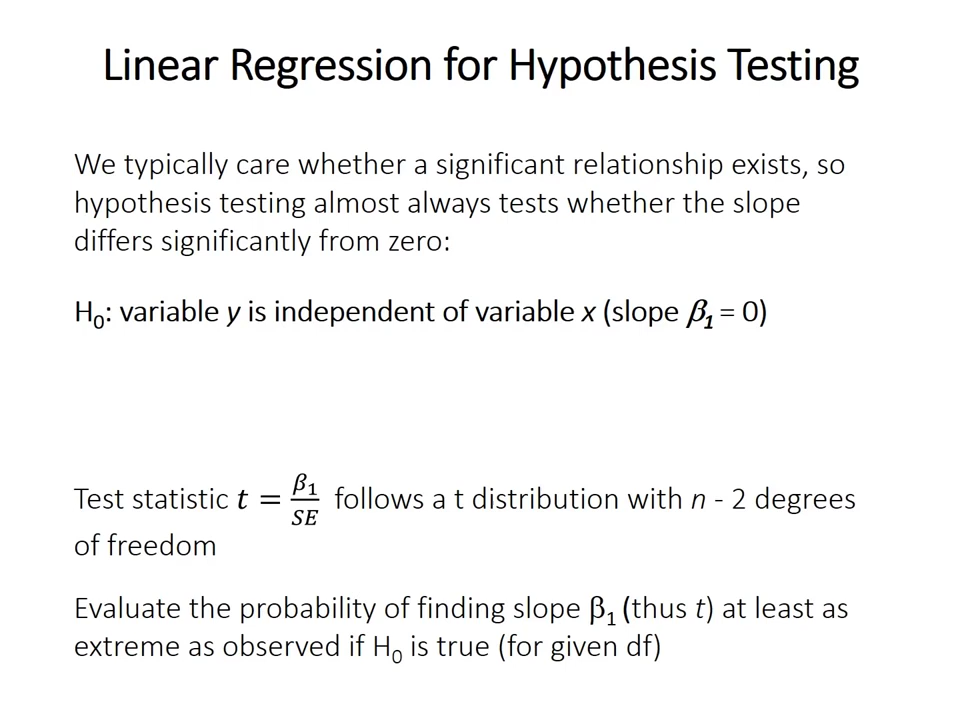 Linear Regression for Hypothesis Testing
We typically care whether a significant relationship exists, so
hypothesis testing almost always tests whether the slope
differs significantly from zero:
H₀: variable y is independent of variable x (slope β₁ = 0)
Test statistic t = β₁/SE follows a t distribution with n - 2 degrees
of freedom
Evaluate the probability of finding slope β₁ (thus t) at least as
extreme as observed if H₀ is true (for given df)